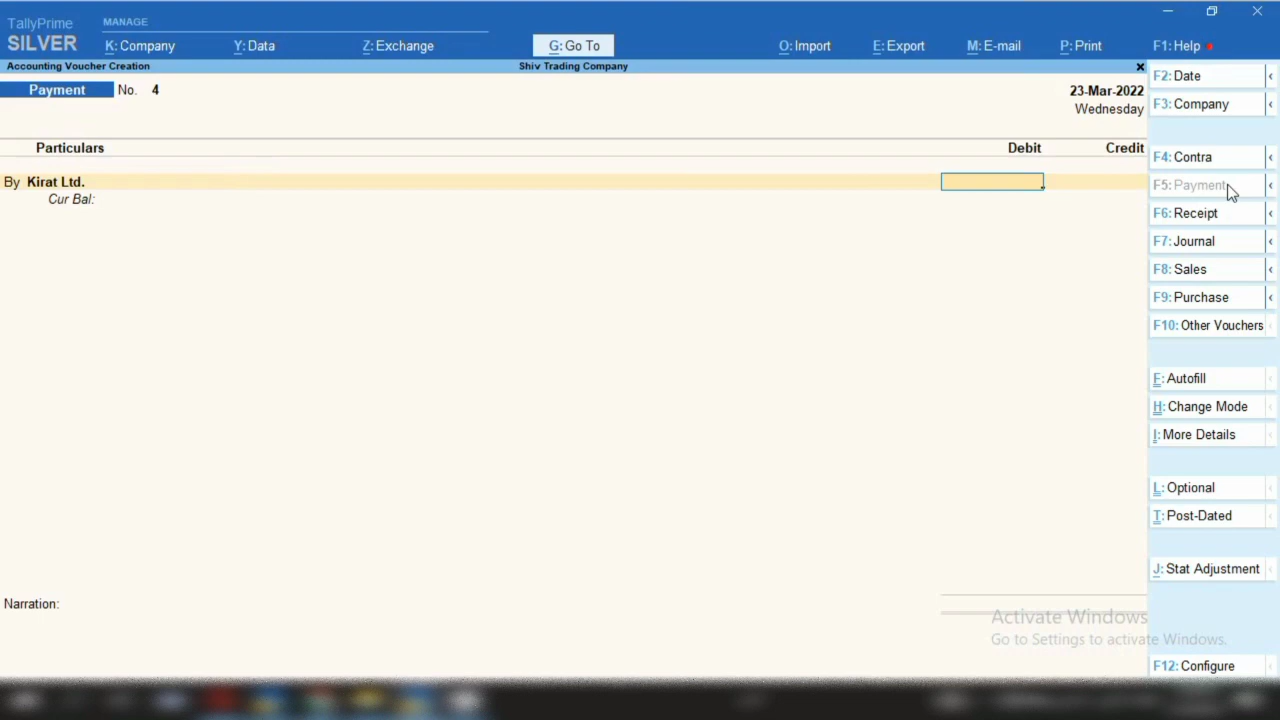 TallyPrime
MANAGE
SILVER
K: Company
Y: Data
Z: Exchange
G: Go To
O: Import
E: Export
M: E-mail
P: Print
F1: Help
Accounting Voucher Creation
Shiv Trading Company
Payment No. 4
23-Mar-2022
Wednesday
Particulars Debit Credit
By Kirat Ltd.
Cur Bal:
Narration:
F2: Date
F3: Company
F4: Contra
F5: Payment
F6: Receipt
F7: Journal
F8: Sales
F9: Purchase
F10: Other Vouchers
F: Autofill
H: Change Mode
I: More Details
L: Optional
T: Post-Dated
J: Stat Adjustment
Activate Windows
Go to Settings to activate Windows.
F12: Configure